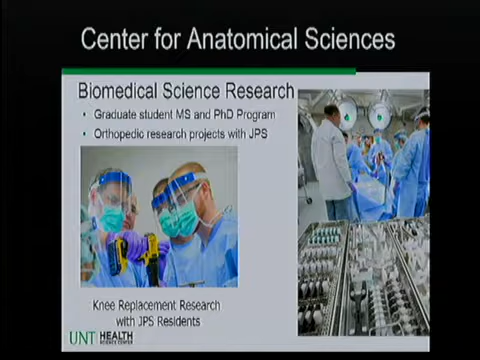 Center for Anatomical Sciences
Biomedical Science Research
• Graduate student MS and PhD Program
• Orthopedic research projects with JPS
Knee Replacement Research
with JPS Residents
UNT HEALTH
SCIENCE CENTER